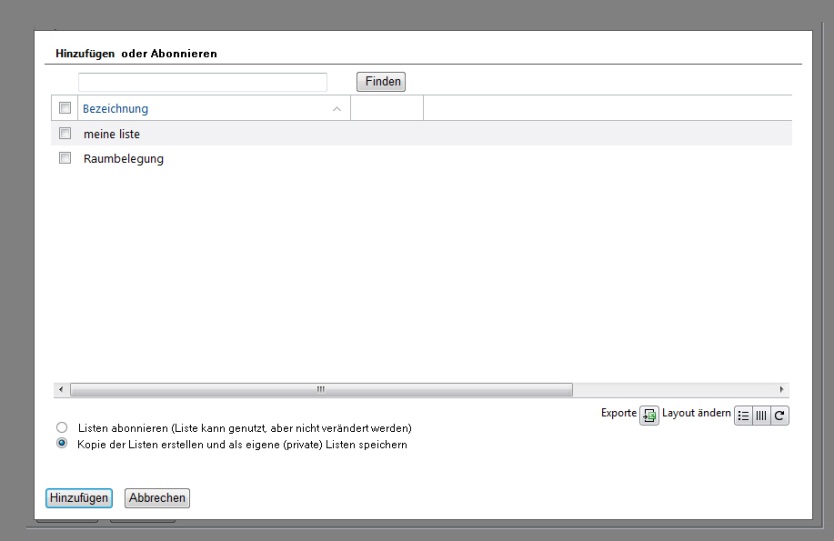 Hinzufügen oder Abonnieren
Finden
Bezeichnung
meine liste
Raumbelegung
Exporte Layout ändern
Listen abonnieren (Liste kann genutzt, aber nicht verändert werden)
Kopie der Listen erstellen und als eigene (private) Listen speichern
Hinzufügen Abbrechen